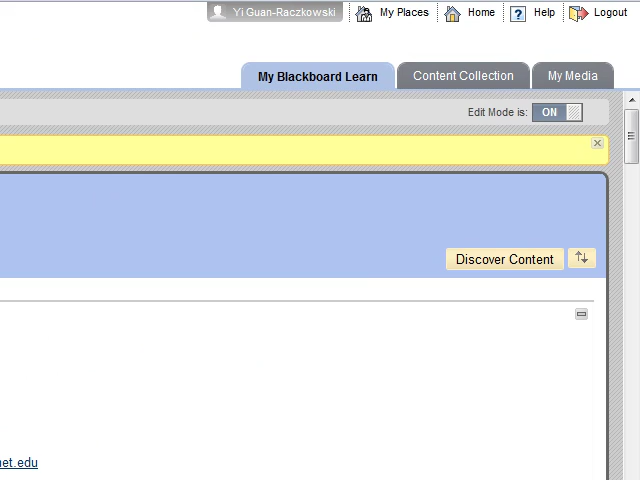 Yi Guan-Raczkowski My Places Home Help Logout
My Blackboard Learn Content Collection My Media
Edit Mode is: ON
Discover Content
net.edu